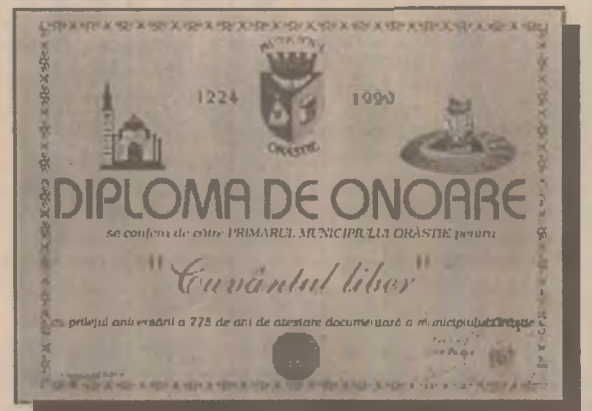 1224 1999
ORĂŞTIE
DIPLOMA DE ONOARE
se conferă de către PRIMARUL MUNICIPIULUI ORĂŞTIE pentru
"Cuvântul liber"
cu prilejul aniversării a 775 de ani de atestare documentară a municipiului Orăştie